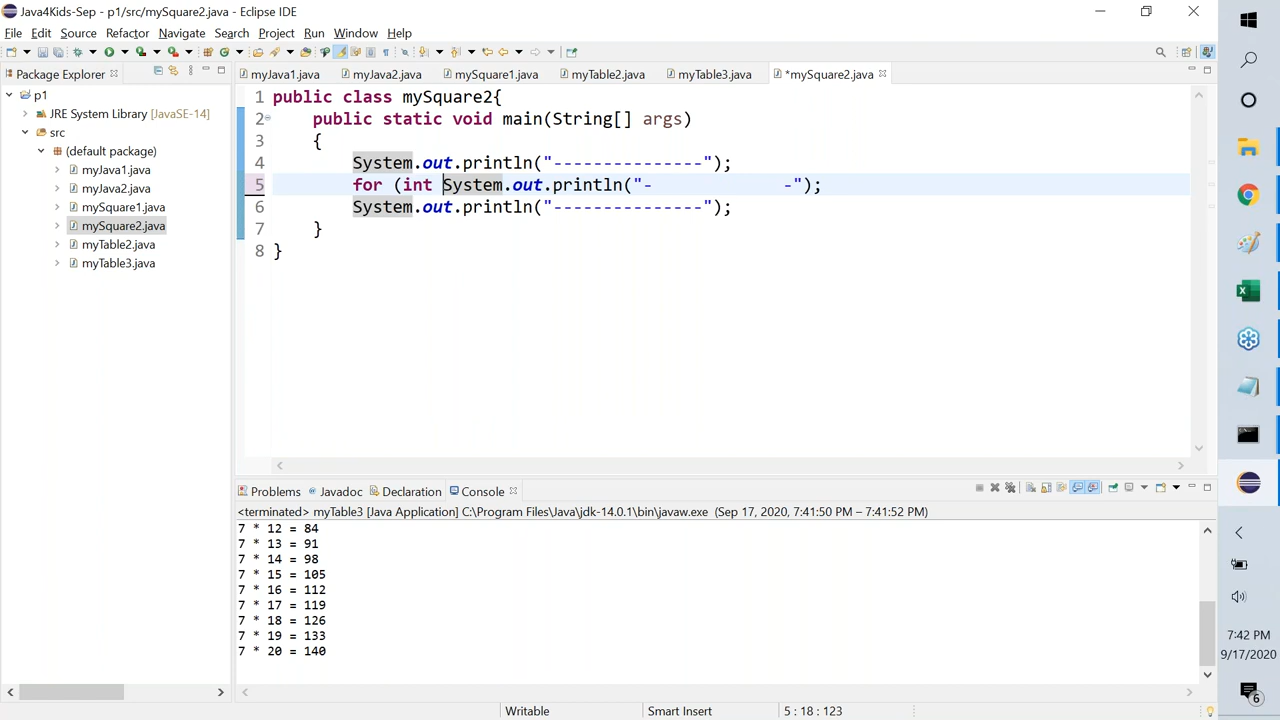 Java4Kids-Sep - p1/src/mySquare2.java - Eclipse IDE
File Edit Source Refactor Navigate Search Project Run Window Help
Package Explorer
myJava1.java myJava2.java mySquare1.java myTable2.java myTable3.java *mySquare2.java
p1
JRE System Library [JavaSE-14]
src
(default package)
myJava1.java
myJava2.java
mySquare1.java
mySquare2.java
myTable2.java
myTable3.java
1 public class mySquare2{
2 public static void main(String[] args)
3 {
4 System.out.println("---------------");
5 for (int System.out.println("-             -");
6 System.out.println("---------------");
7 }
8 }
Problems Javadoc Declaration Console
<terminated> myTable3 [Java Application] C:\Program Files\Java\jdk-14.0.1\bin\javaw.exe (Sep 17, 2020, 7:41:50 PM – 7:41:52 PM)
7 * 12 = 84
7 * 13 = 91
7 * 14 = 98
7 * 15 = 105
7 * 16 = 112
7 * 17 = 119
7 * 18 = 126
7 * 19 = 133
7 * 20 = 140
Writable Smart Insert 5 : 18 : 123
7:42 PM
9/17/2020
6